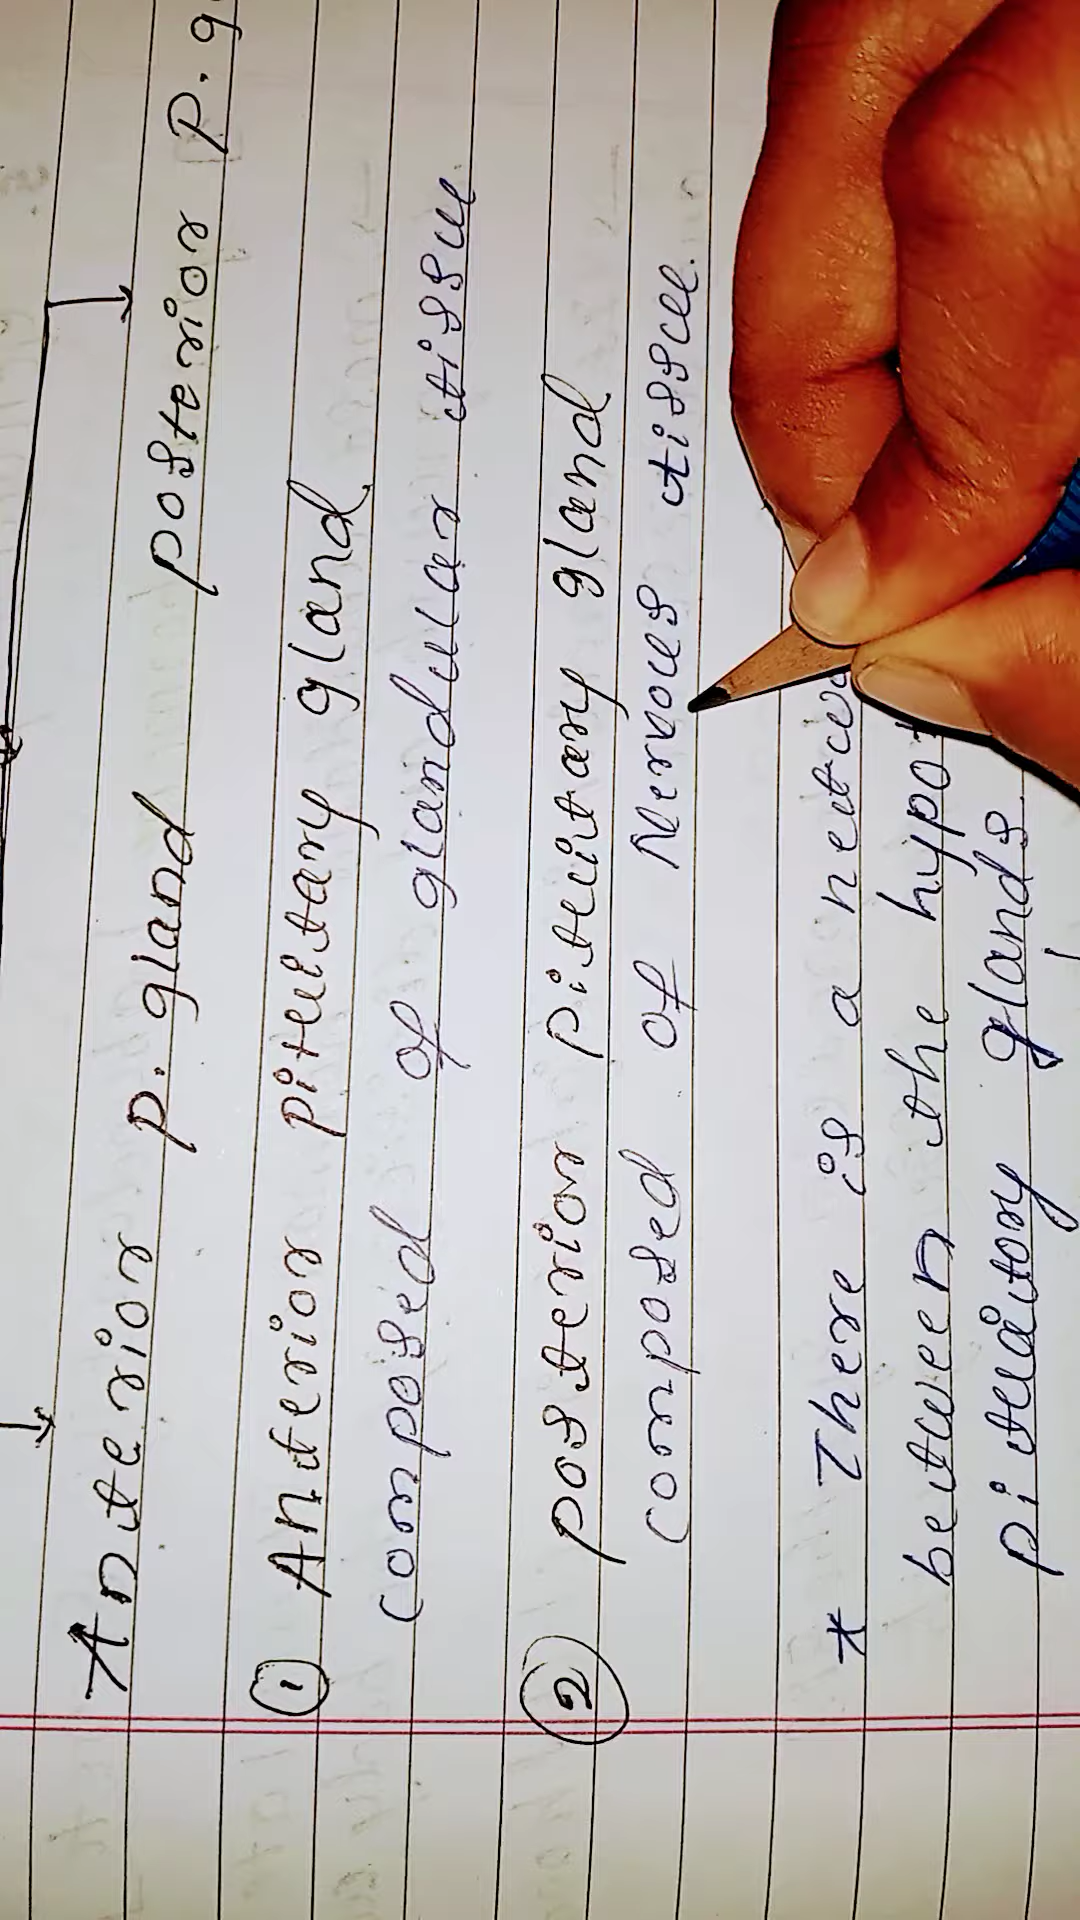 Anterior p. gland posterior p. g
① Anterior pituitary gland
composed of glandular tissue
② posterior pituitary gland
composed of Nervous tissue.
* There is a
between the
pituitory glands